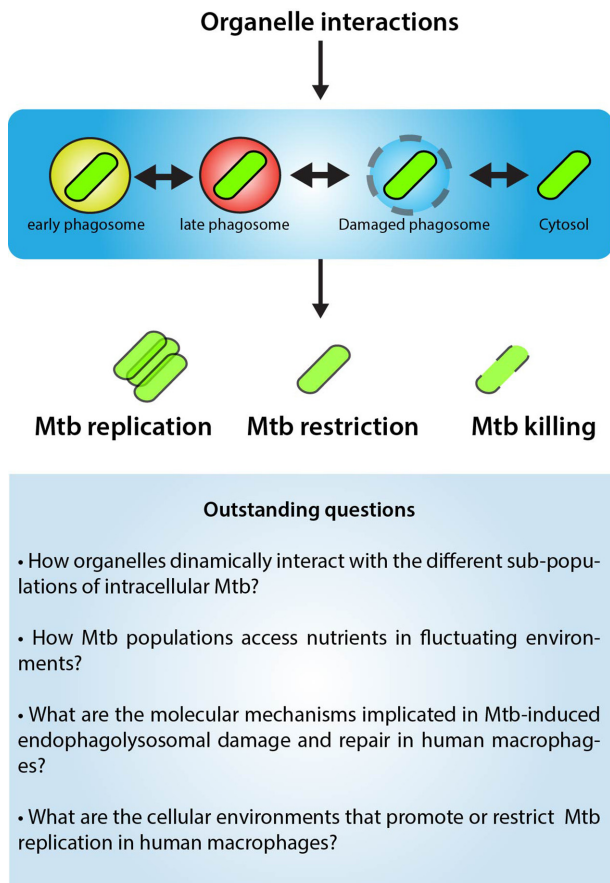 Organelle interactions
early phagosome
late phagosome
Damaged phagosome
Cytosol
Mtb replication
Mtb restriction
Mtb killing
Outstanding questions
• How organelles dinamically interact with the different sub-popu-
lations of intracellular Mtb?
• How Mtb populations access nutrients in fluctuating environ-
ments?
• What are the molecular mechanisms implicated in Mtb-induced
endophagolysosomal damage and repair in human macrophag-
es?
• What are the cellular environments that promote or restrict Mtb
replication in human macrophages?